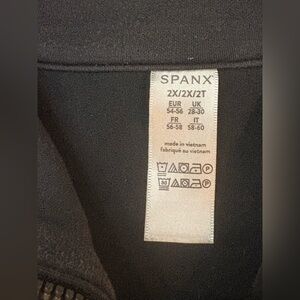 SPANX
2X/2X/2T
EUR UK
54-56 28-30
FR IT
56-58 58-60
made in vietnam
fabriqué au vietnam
30